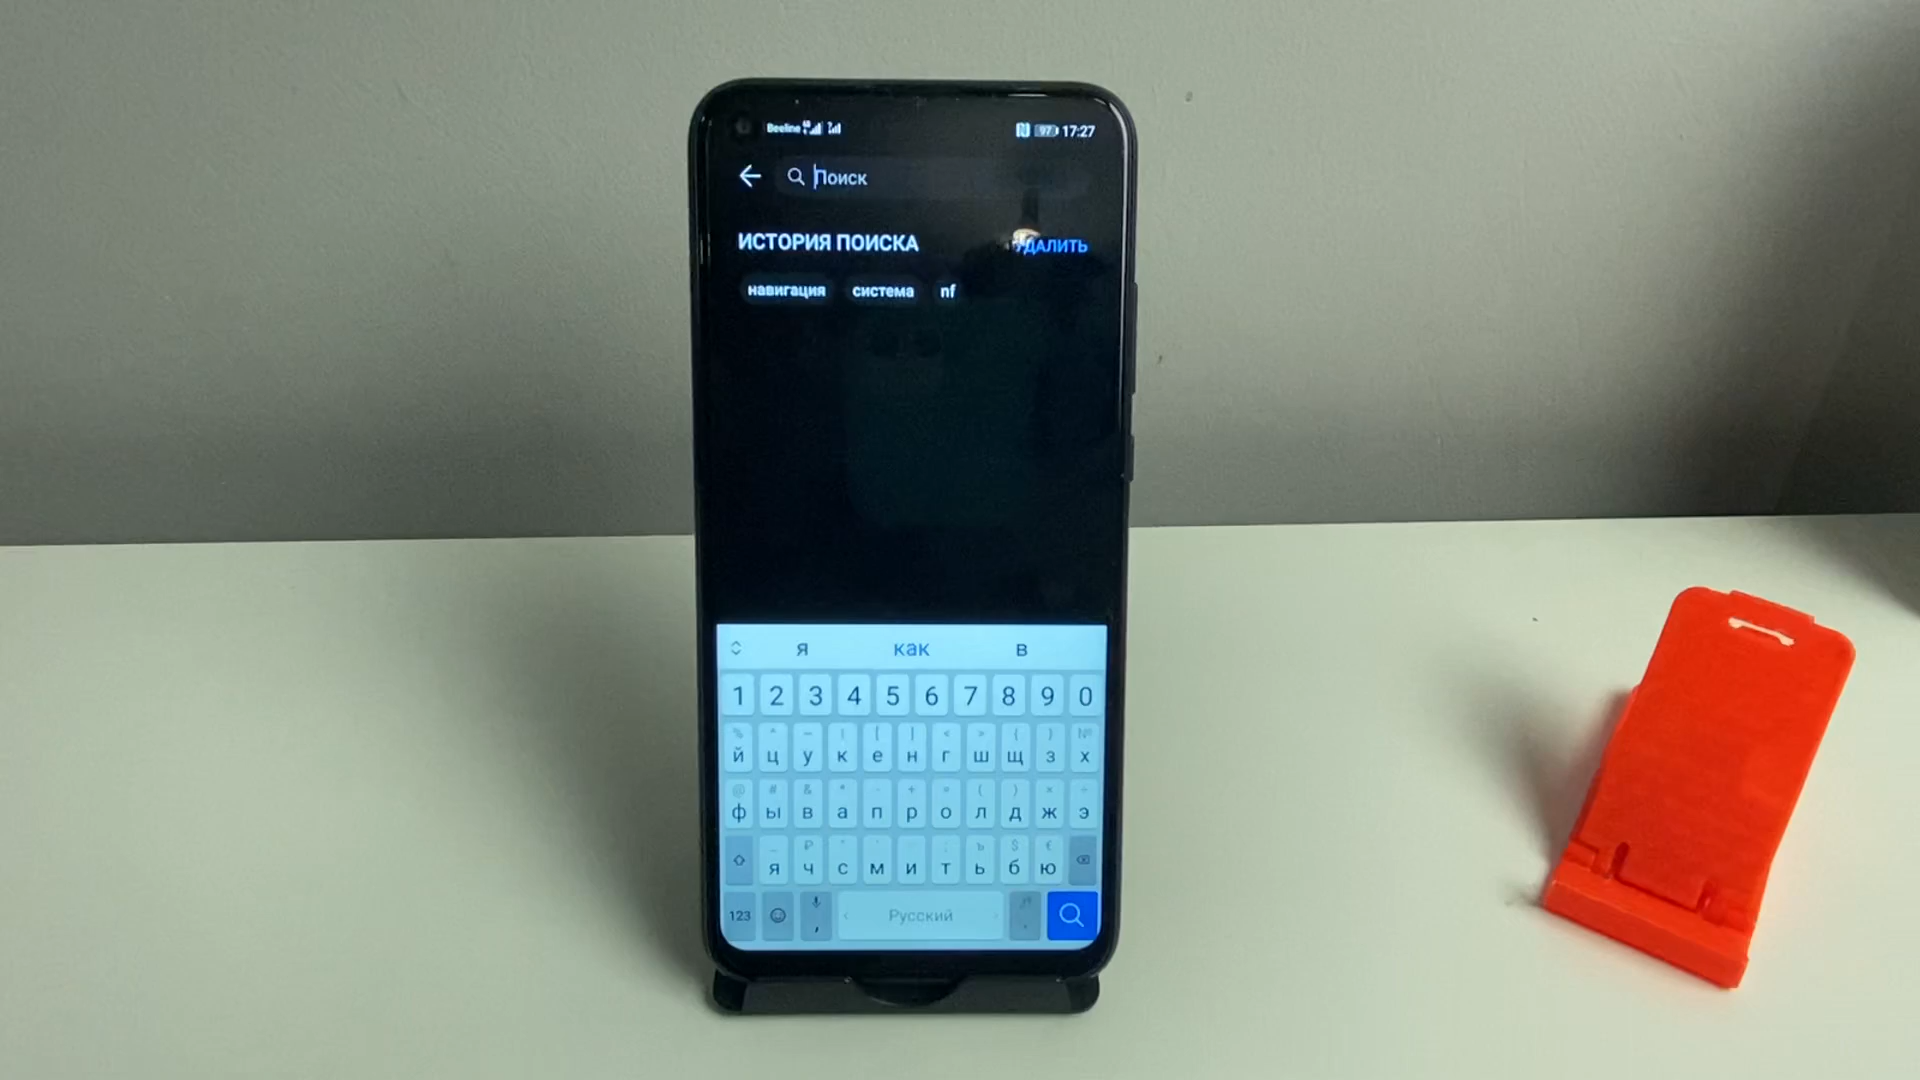 Beeline 97 17:27
Поиск
ИСТОРИЯ ПОИСКА УДАЛИТЬ
навигация система nf
я как в
1 2 3 4 5 6 7 8 9 0
й ц у к е н г ш щ з х
ф ы в а п р о л д ж э
я ч с м и т ь б ю
123 , Русский .